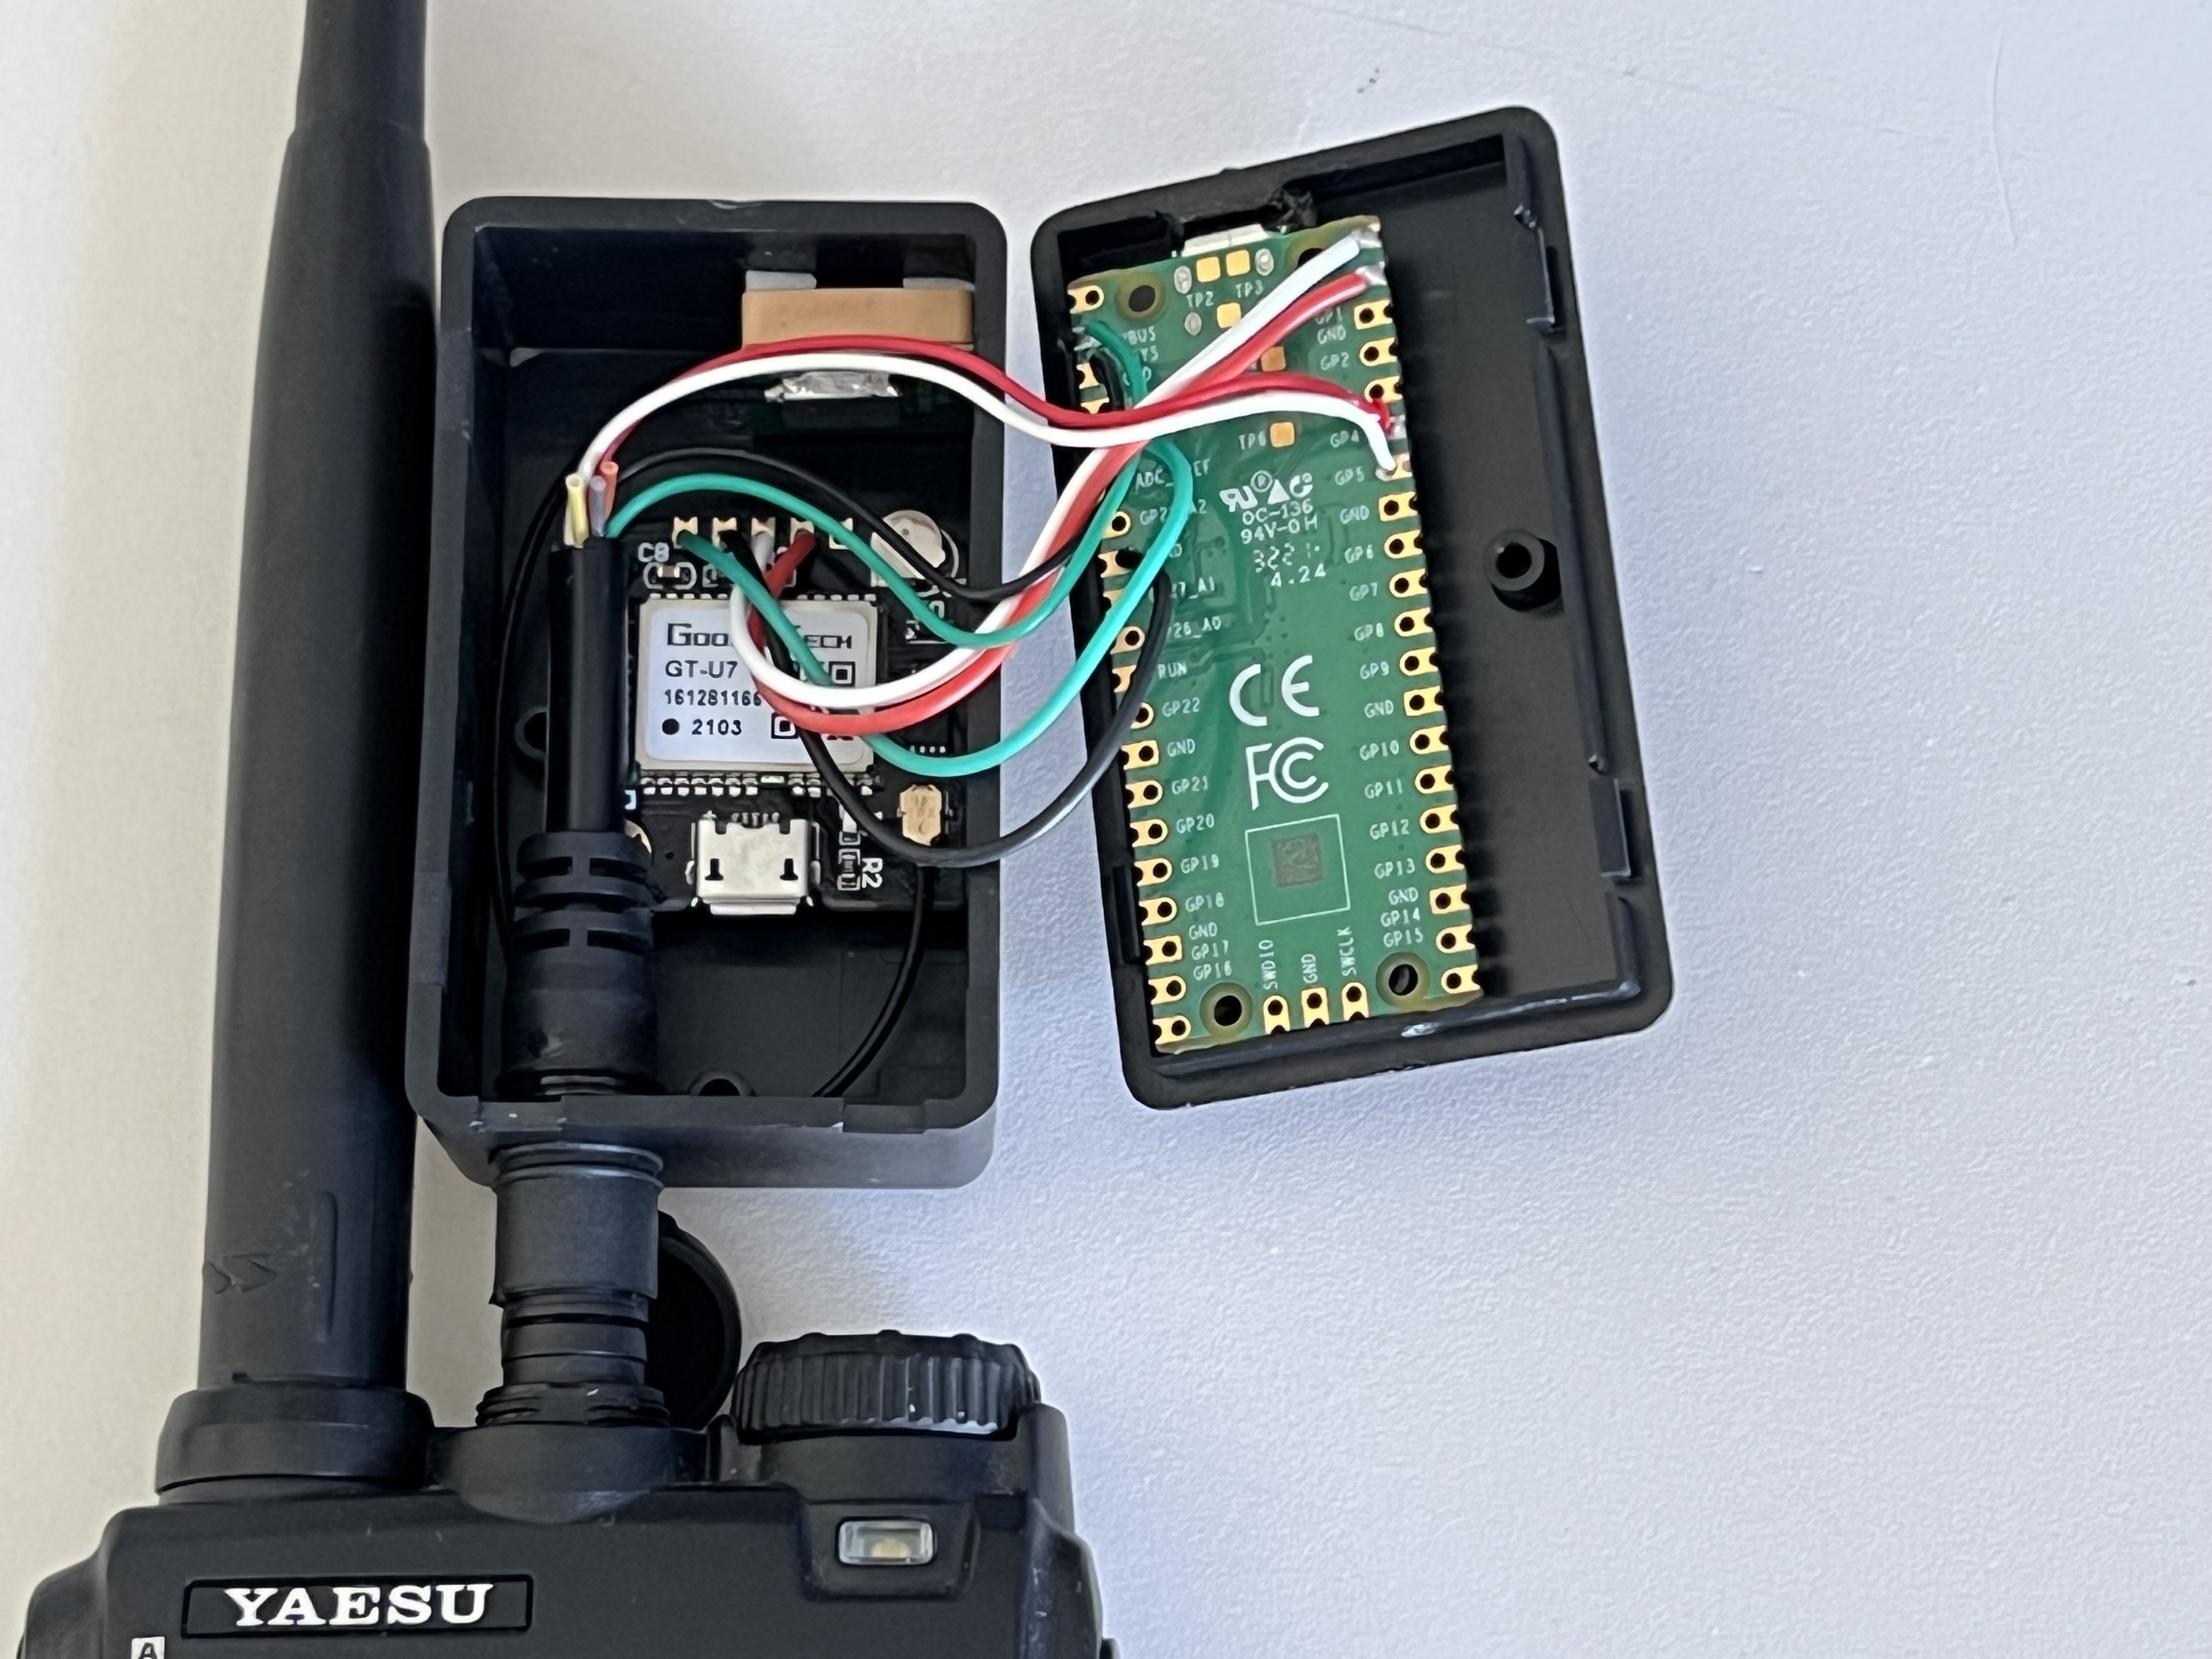 C8
GT-U7
2103
R2
TP2
TP3
GP1
GND
GP2
TP6
GP4
GP5
OC-136
94V-0H
4.24
GND
GP6
GP7
GP8
GP9
GND
GP10
GP11
GP12
GP13
GND
GP14
GP15
RUN
GP22
GND
GP21
GP20
GP19
GP18
GND
GP17
GP16
SWDIO
GND
SWCLK
CE
FC
YAESU
A